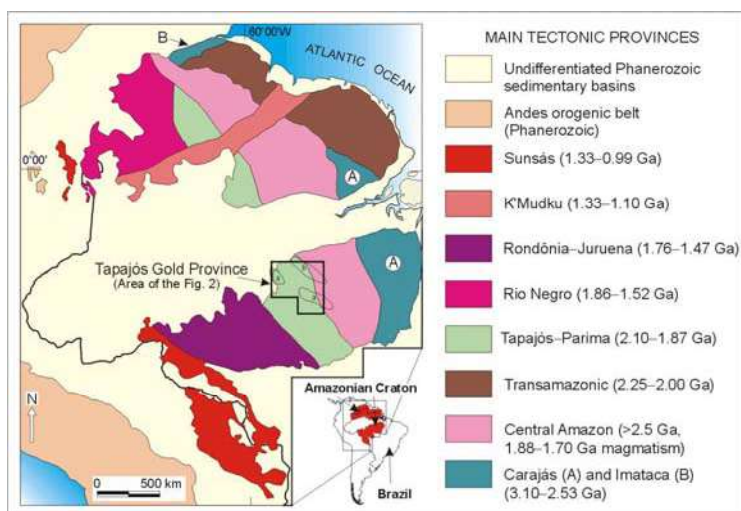 60°00'W
B
ATLANTIC OCEAN
0°00'
A
A
Tapajós Gold Province
(Area of the Fig. 2)
N
0 500 km
Amazonian Craton
Brazil
MAIN TECTONIC PROVINCES
Undifferentiated Phanerozoic
sedimentary basins
Andes orogenic belt
(Phanerozoic)
Sunsás (1.33–0.99 Ga)
K'Mudku (1.33–1.10 Ga)
Rondônia–Juruena (1.76–1.47 Ga)
Rio Negro (1.86–1.52 Ga)
Tapajós–Parima (2.10–1.87 Ga)
Transamazonic (2.25–2.00 Ga)
Central Amazon (>2.5 Ga,
1.88–1.70 Ga magmatism)
Carajás (A) and Imataca (B)
(3.10–2.53 Ga)